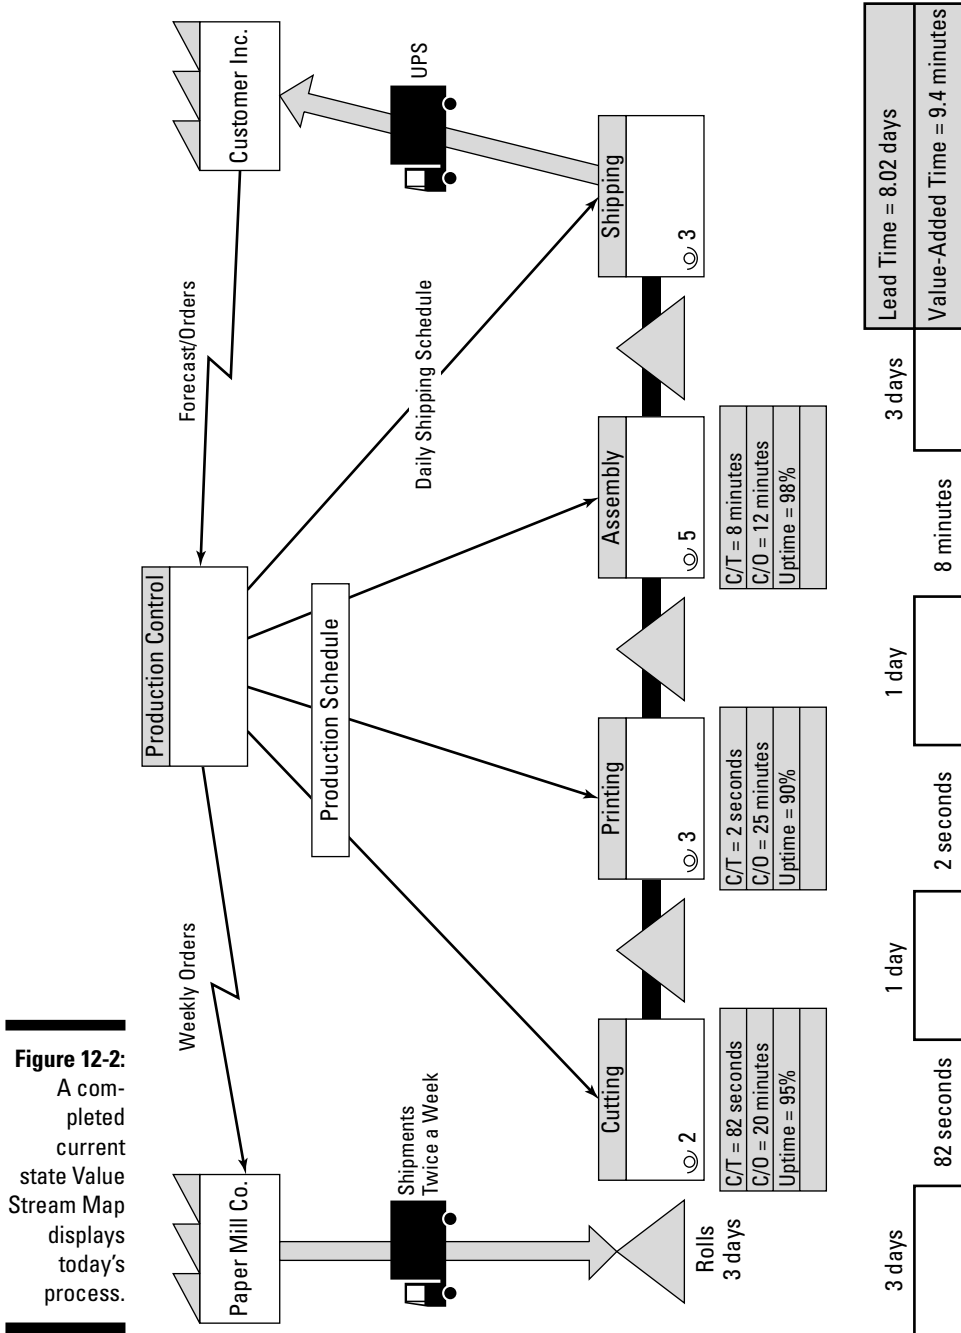 Figure 12-2:
A com-
pleted
current
state Value
Stream Map
displays
today's
process.
Paper Mill Co.
Weekly Orders
Production Control
Forecast/Orders
Customer Inc.
Shipments
Twice a Week
Production Schedule
Daily Shipping Schedule
UPS
Rolls
3 days
Cutting
2
C/T = 82 seconds
C/O = 20 minutes
Uptime = 95%
Printing
3
C/T = 2 seconds
C/O = 25 minutes
Uptime = 90%
Assembly
5
C/T = 8 minutes
C/O = 12 minutes
Uptime = 98%
Shipping
3
3 days
82 seconds
1 day
2 seconds
1 day
8 minutes
3 days
Lead Time = 8.02 days
Value-Added Time = 9.4 minutes